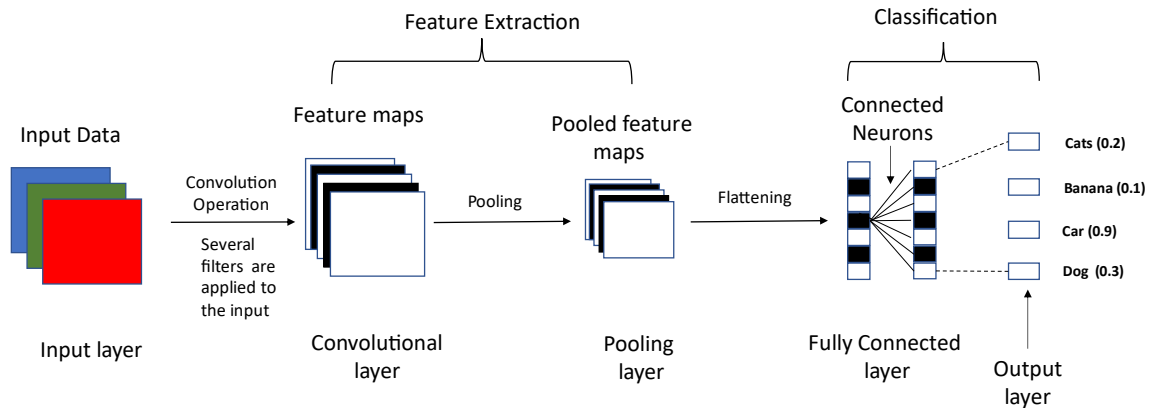 Feature Extraction
Classification
Input Data
Feature maps
Pooled feature
maps
Connected
Neurons
Convolution
Operation
Several
filters are
applied to
the input
Pooling
Flattening
Cats (0.2)
Banana (0.1)
Car (0.9)
Dog (0.3)
Input layer
Convolutional
layer
Pooling
layer
Fully Connected
layer
Output
layer